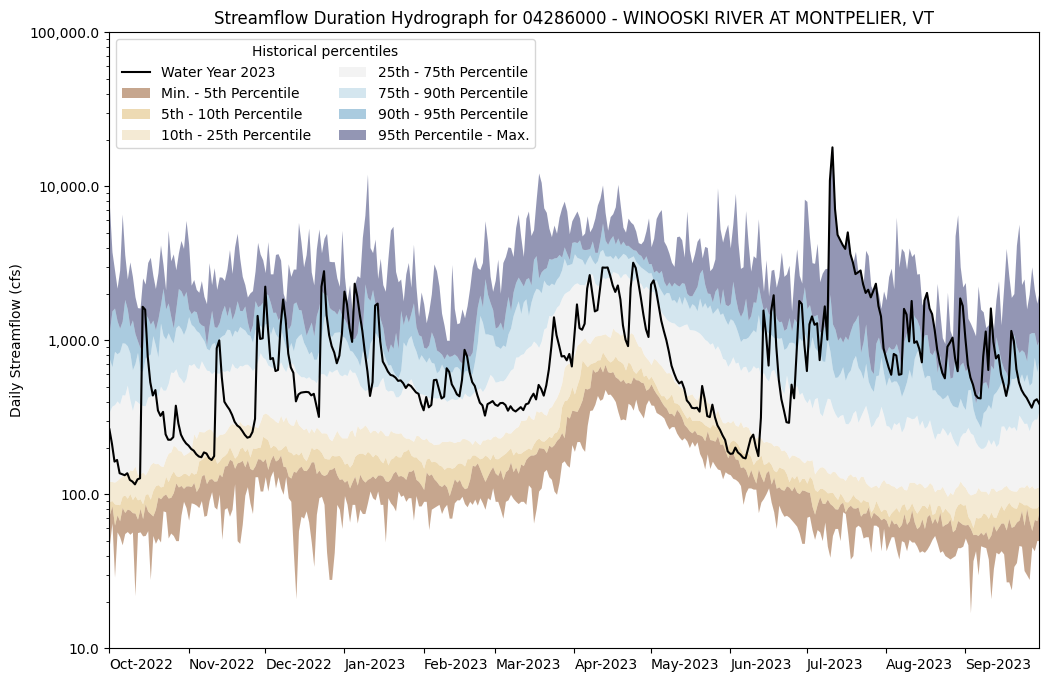 Streamflow Duration Hydrograph for 04286000 - WINOOSKI RIVER AT MONTPELIER, VT
Daily Streamflow (cfs)
100,000.0
10,000.0
1,000.0
100.0
10.0
Historical percentiles
Water Year 2023
Min. - 5th Percentile
5th - 10th Percentile
10th - 25th Percentile
25th - 75th Percentile
75th - 90th Percentile
90th - 95th Percentile
95th Percentile - Max.
Oct-2022 Nov-2022 Dec-2022 Jan-2023 Feb-2023 Mar-2023 Apr-2023 May-2023 Jun-2023 Jul-2023 Aug-2023 Sep-2023